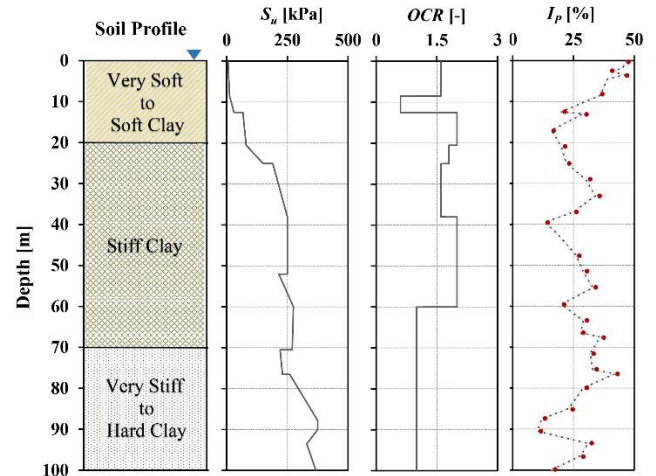 Soil Profile
Sᵤ [kPa]
OCR [-]
Iₚ [%]
0 250 500
0 1.5 3
0 25 50
Depth [m]
0
10
20
30
40
50
60
70
80
90
100
Very Soft
to
Soft Clay
Stiff Clay
Very Stiff
to
Hard Clay